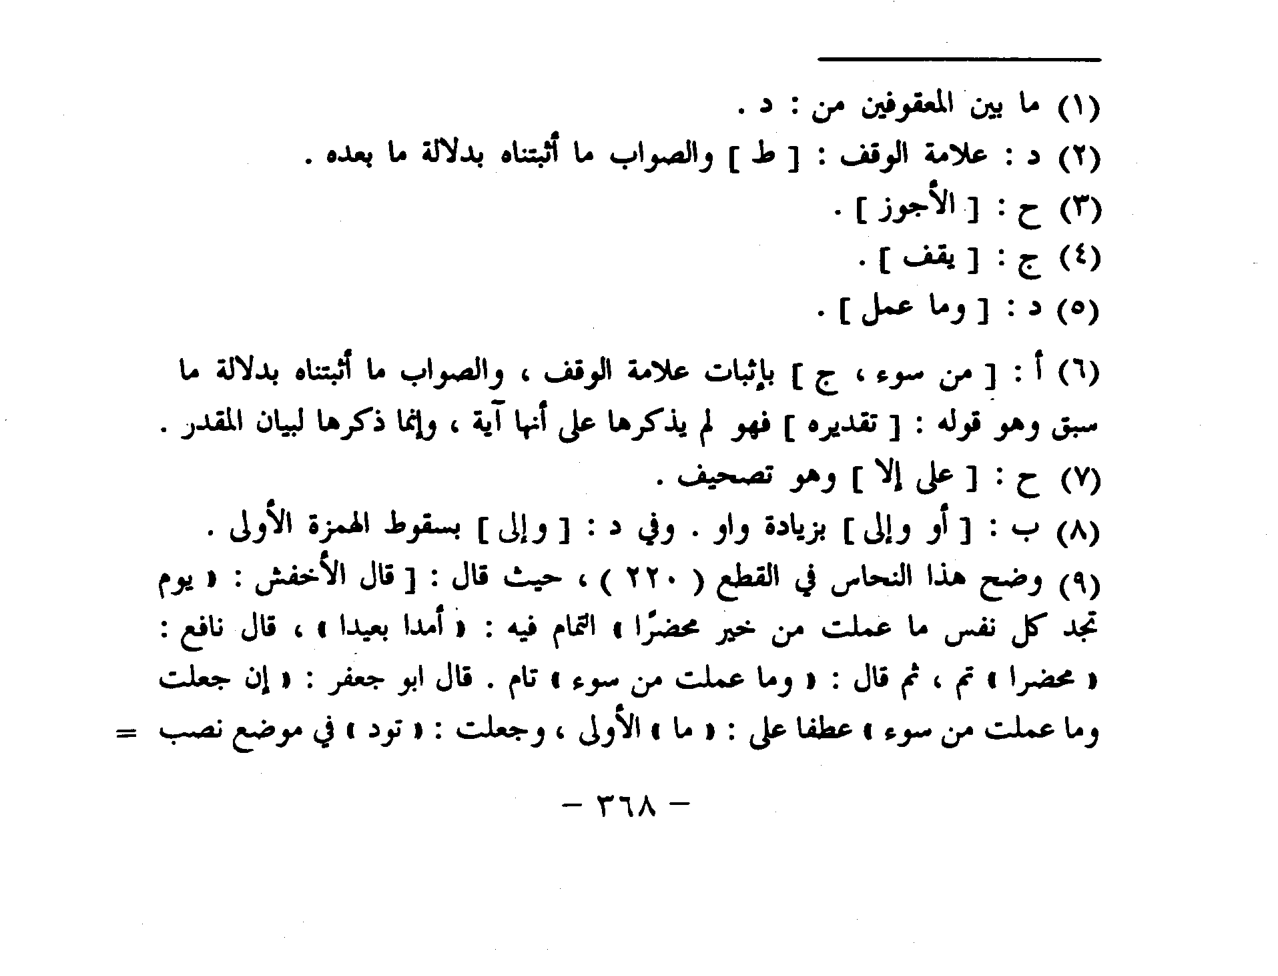 (١) ما بين المعقوفين من : د .
(٢) د : علامة الوقف : [ ط ] والصواب ما أثبتناه بدلالة ما بعده .
(٣) ح : [ الأجوز ] .
(٤) ج : [ يقف ] .
(٥) د : [ وما عمل ] .
(٦) أ : [ من سوء ، ج ] بإثبات علامة الوقف ، والصواب ما أثبتناه بدلالة ما
سبق وهو قوله : [ تقديره ] فهو لم يذكرها على أنها آية ، وإنما ذكرها لبيان المقدر .
(٧) ح : [ على إلا ] وهو تصحيف .
(٨) ب : [ أو وإلى ] بزيادة واو . وفي د : [ وإلى ] بسقوط الهمزة الأولى .
(٩) وضح هذا النحاس في القطع ( ٢٢٠ ) ، حيث قال : [ قال الأخفش : « يوم
تجد كل نفس ما عملت من خير محضرًا » التمام فيه : « أمدا بعيدا » ، قال نافع :
« محضرا » تم ، ثم قال : « وما عملت من سوء » تام . قال ابو جعفر : « إن جعلت
وما عملت من سوء » عطفا على : « ما » الأولى ، وجعلت : « تود » في موضع نصب =
– ٣٦٨ –